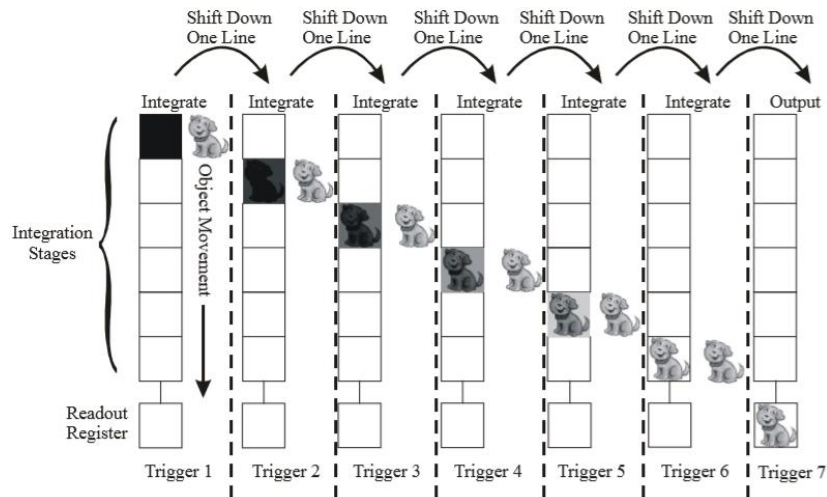 Shift Down
One Line
Shift Down
One Line
Shift Down
One Line
Shift Down
One Line
Shift Down
One Line
Shift Down
One Line
Integrate
Integrate
Integrate
Integrate
Integrate
Integrate
Output
Integration
Stages
Object Movement
Readout
Register
Trigger 1
Trigger 2
Trigger 3
Trigger 4
Trigger 5
Trigger 6
Trigger 7